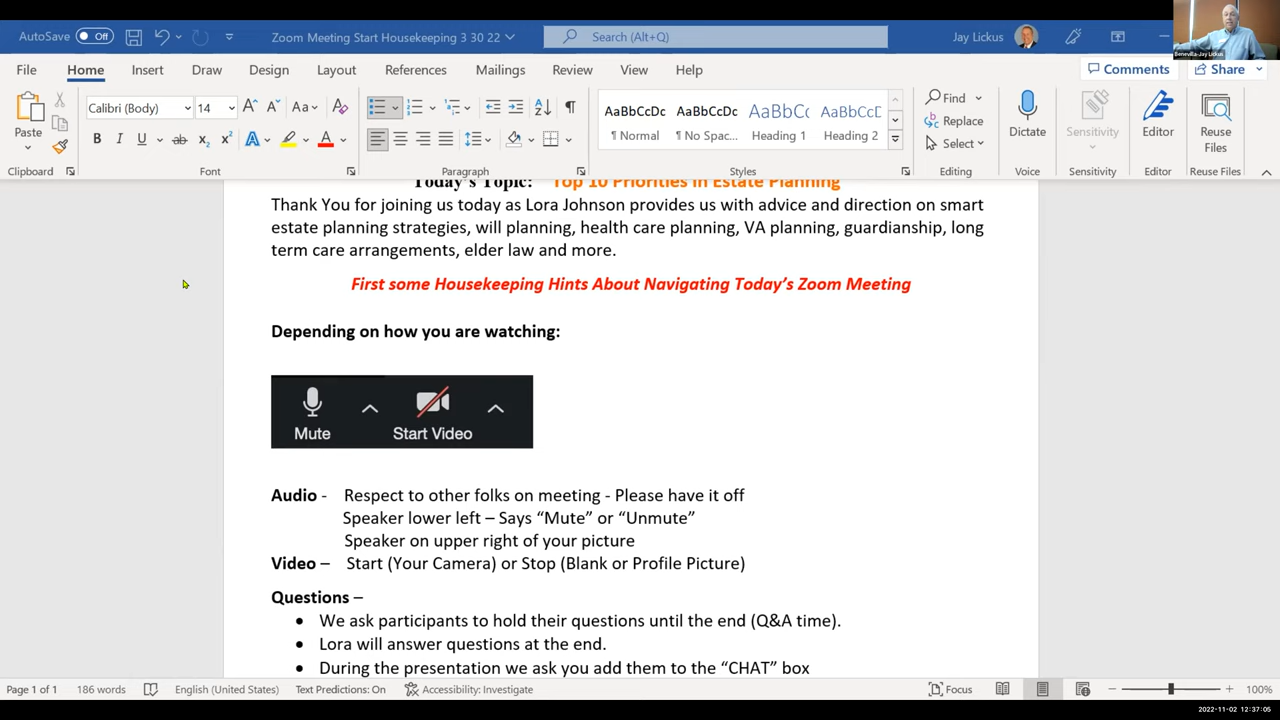 AutoSave Off Zoom Meeting Start Housekeeping 3 30 22 Search (Alt+Q) Jay Lickus
Benevilla-Jay Lickus
File Home Insert Draw Design Layout References Mailings Review View Help Comments Share
Paste
Calibri (Body) 14
AaBbCcDc AaBbCcDc AaBbCc AaBbCcD
¶ Normal ¶ No Spac... Heading 1 Heading 2
Find
Replace
Select
Dictate Sensitivity Editor Reuse Files
Clipboard Font Paragraph Styles Editing Voice Sensitivity Editor Reuse Files
Today's Topic: Top 10 Priorities in Estate Planning
Thank You for joining us today as Lora Johnson provides us with advice and direction on smart
estate planning strategies, will planning, health care planning, VA planning, guardianship, long
term care arrangements, elder law and more.
First some Housekeeping Hints About Navigating Today's Zoom Meeting
Depending on how you are watching:
Mute Start Video
Audio - Respect to other folks on meeting - Please have it off
Speaker lower left – Says “Mute” or “Unmute”
Speaker on upper right of your picture
Video – Start (Your Camera) or Stop (Blank or Profile Picture)
Questions –
• We ask participants to hold their questions until the end (Q&A time).
• Lora will answer questions at the end.
• During the presentation we ask you add them to the “CHAT” box
Page 1 of 1 186 words English (United States) Text Predictions: On Accessibility: Investigate Focus 100%
2022-11-02 12:37:05